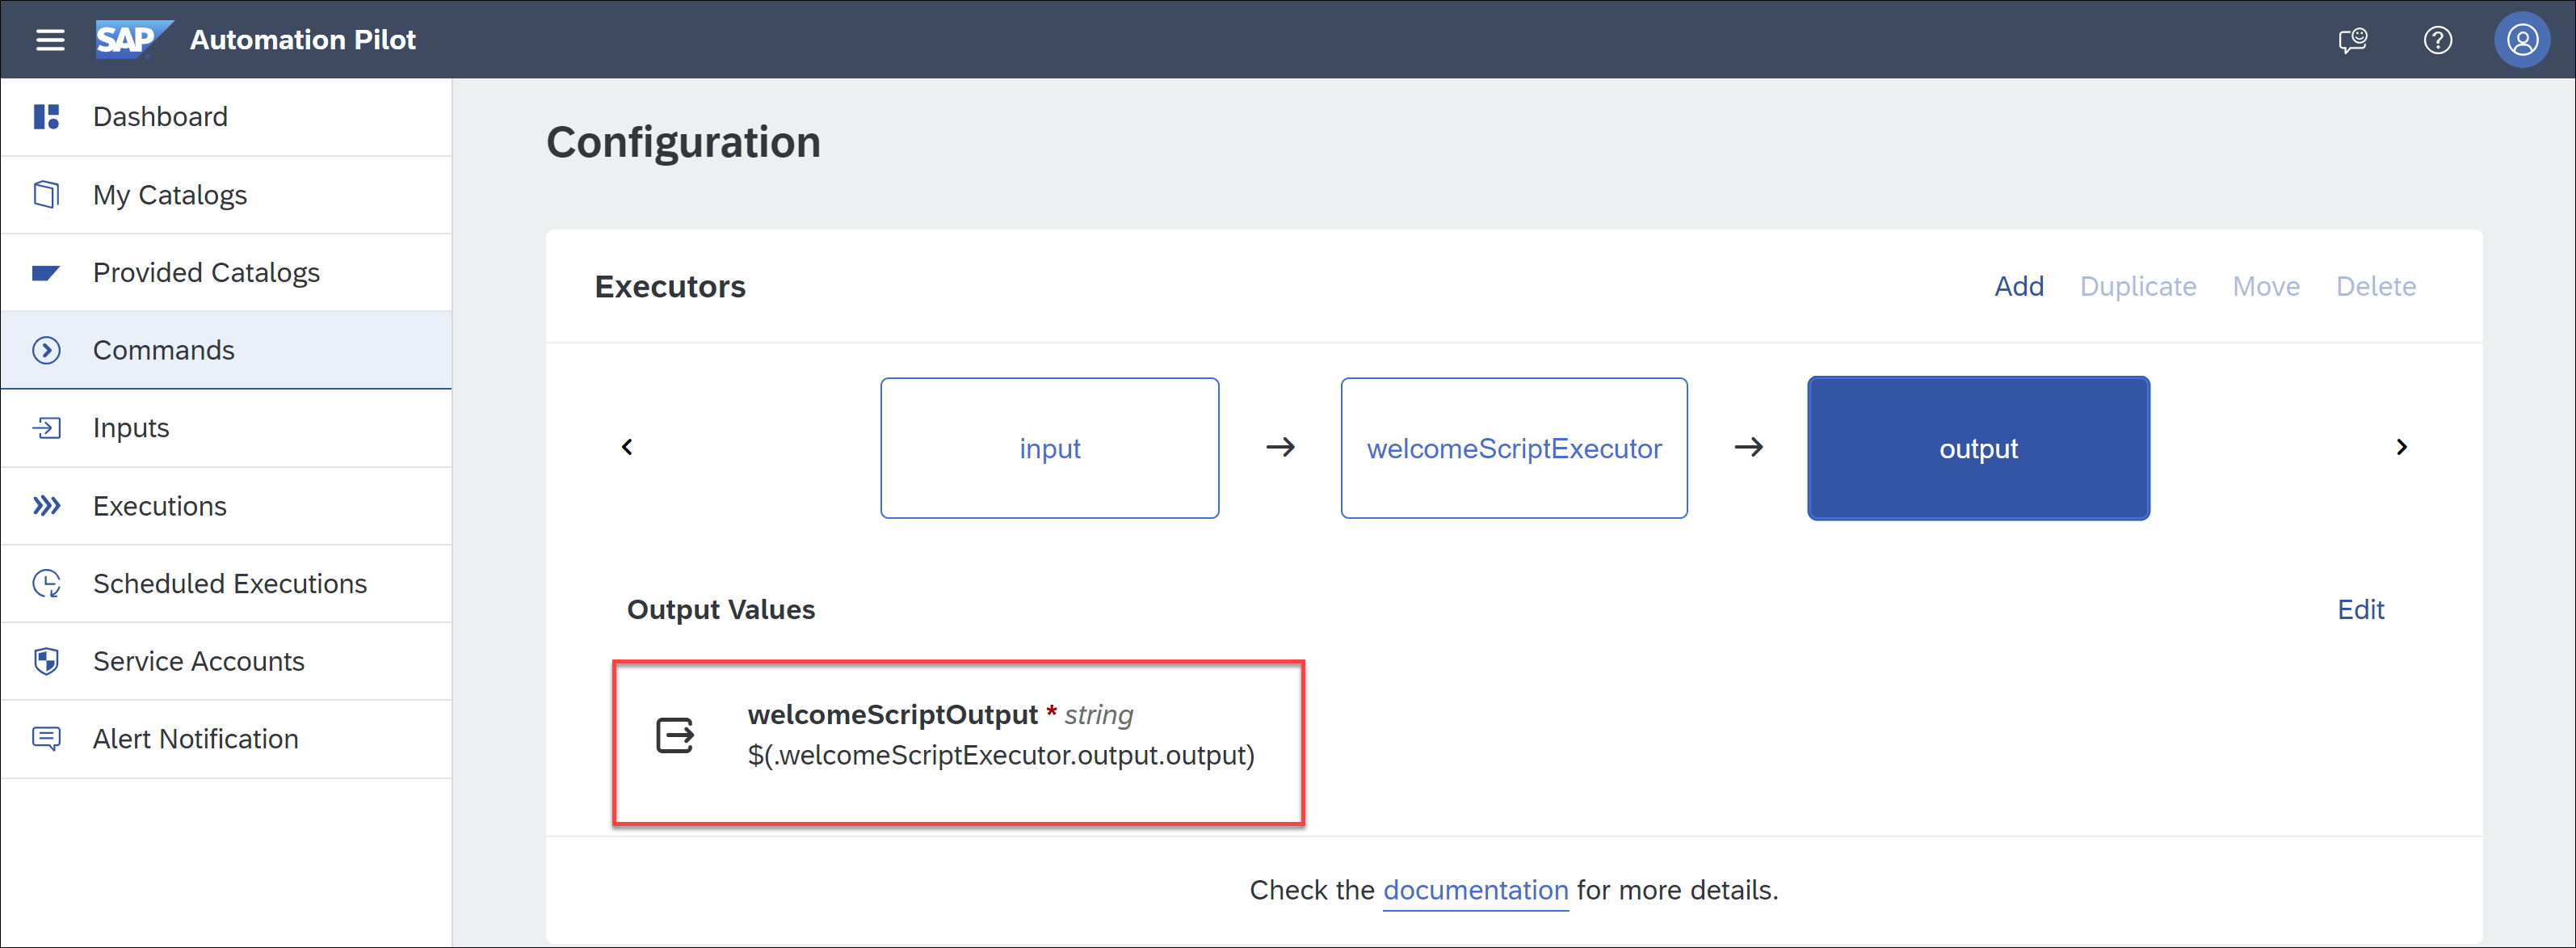 SAP Automation Pilot
Dashboard
My Catalogs
Provided Catalogs
Commands
Inputs
Executions
Scheduled Executions
Service Accounts
Alert Notification
Configuration
Executors
Add Duplicate Move Delete
input → welcomeScriptExecutor → output
Output Values
Edit
welcomeScriptOutput * string
$(.welcomeScriptExecutor.output.output)
Check the documentation for more details.